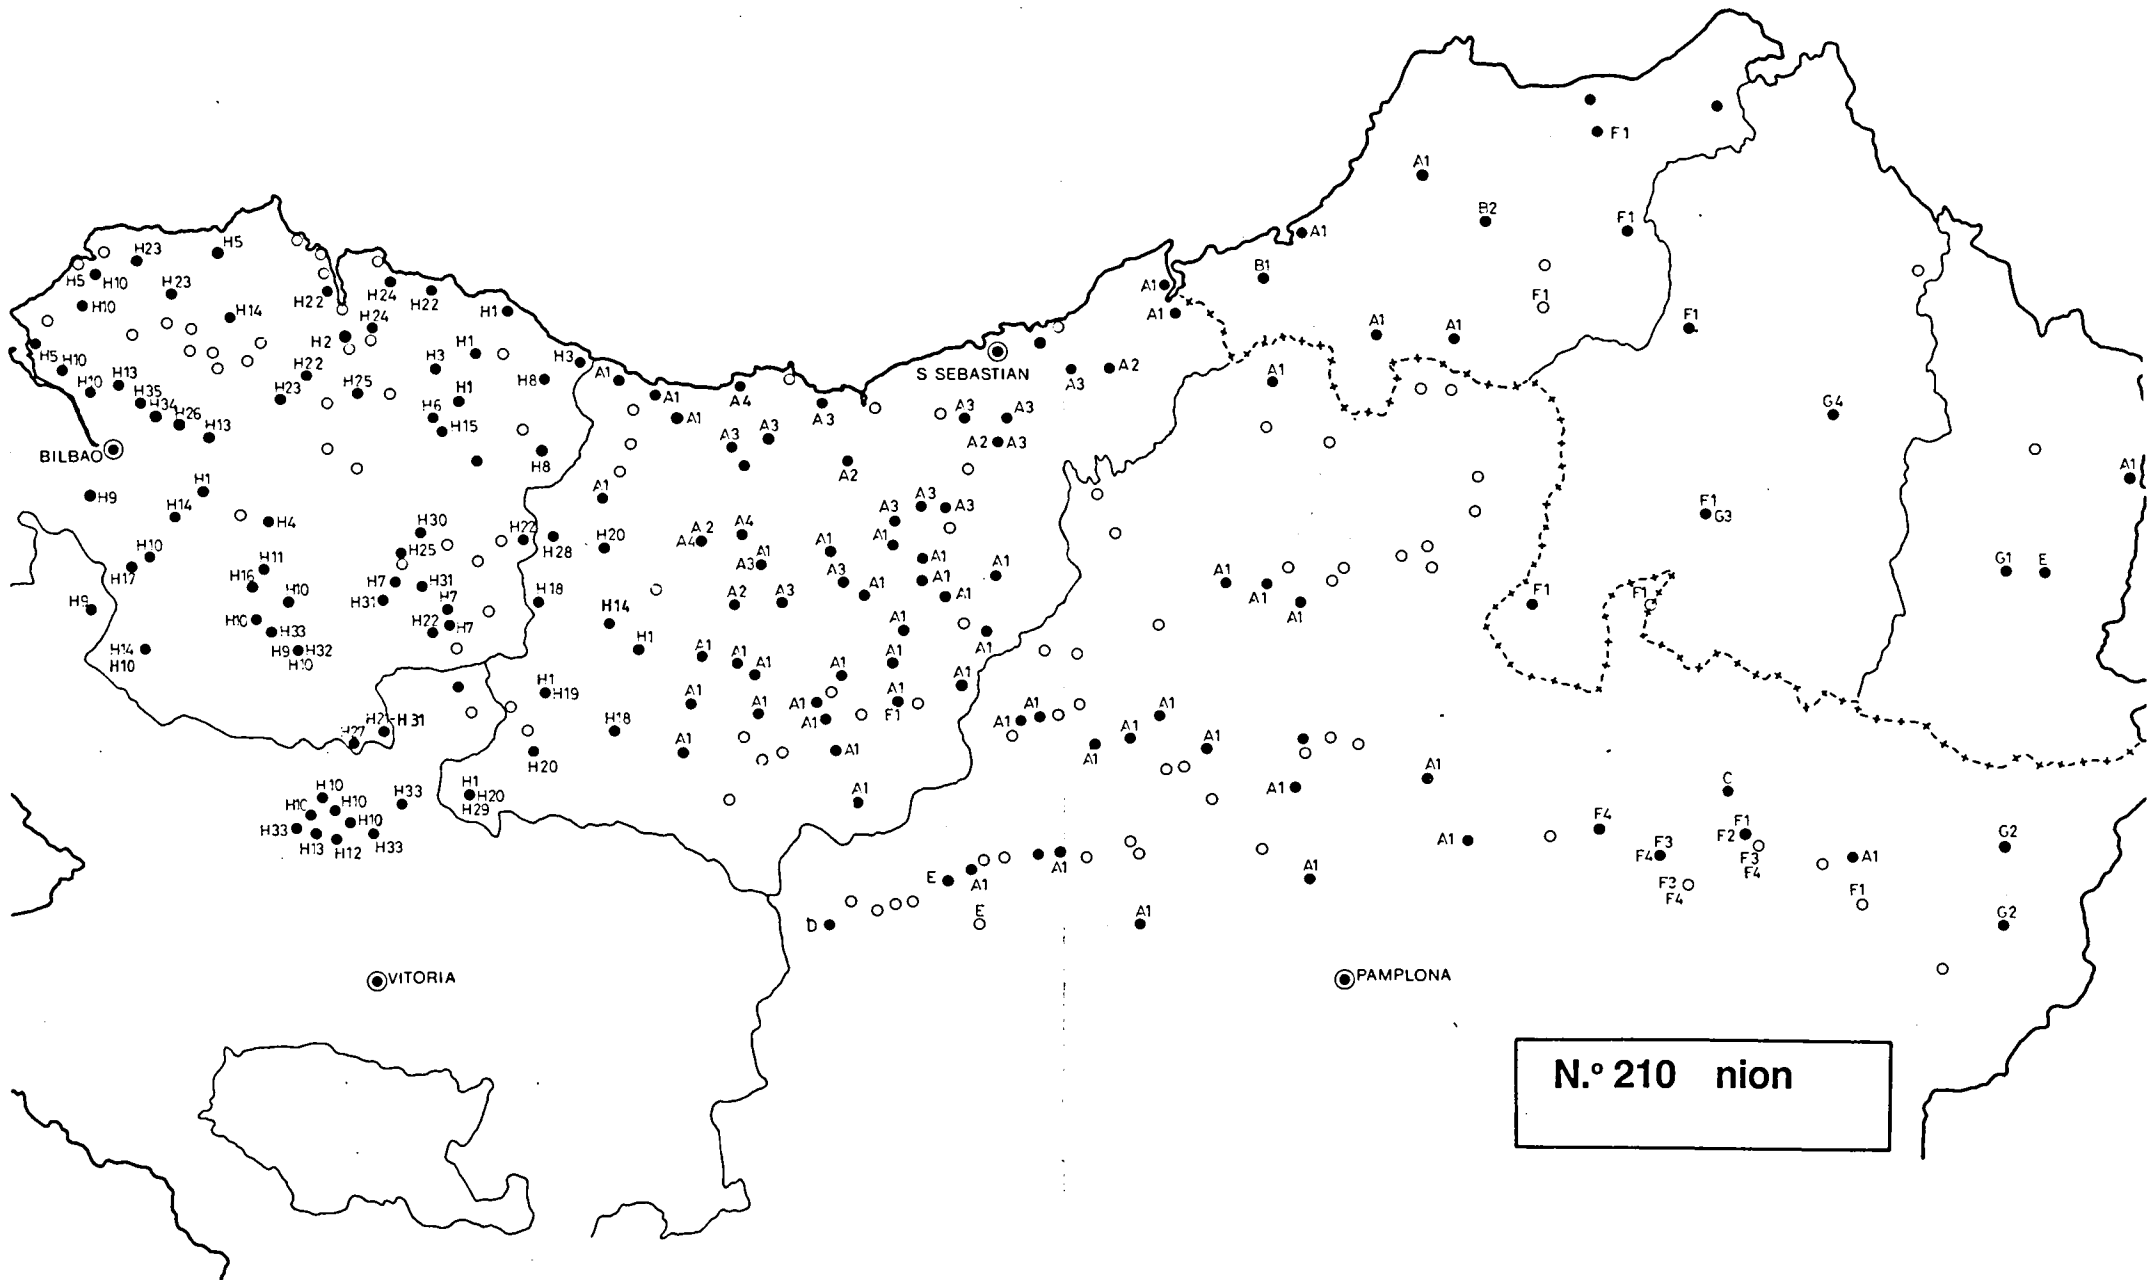 F1
A1
B2
F1
A1
H5
H23
B1
H5 H10
H23
H24
H22
H22
A1
F1
H10
H14
H1
A1
H24
H2
F1
A1
A1
H1
H3
H3
H5
H10
H22
H8
A1
S SEBASTIAN
A3
A2
A1
H13
H10
H35
H23
H25
H1
A1
A4
G4
H34
H26
H6
A1
A3
A3
A3
H13
H15
A3
A3
A2 A3
BILBAO
H8
A2
A1
H1
A1
H9
H14
A3
A3
A3
F1
G3
H4
H30
H22
H28
A2
A4
A4
A1
H10
H25
H20
A1
A3
A1
A1
G1
E
H17
H11
H16
H7
H31
A3
A1
A1
A1
A1
H9
H10
H31
H7
H18
A2
A3
A1
F1
F1
H10
H33
H22
H7
H14
A1
H14
H10
H9 H32
H10
H1
A1
A1
A1
A1
A1
A1
H1
H19
A1
A1
A1
F1
A1
H21-H31
H27
H18
A1
A1
A1
A1
A1
A1
A1
H20
A1
A1
A1
A1
C
H10
H10
H10
H33
H1
H20
H29
A1
H10
H33
H13
H12
H33
F4
F1
F2
G2
A1
F3
F4
F3
F4
A1
E
A1
A1
A1
F3
F4
F1
D
E
A1
G2
VITORIA
PAMPLONA
N.º 210 nion